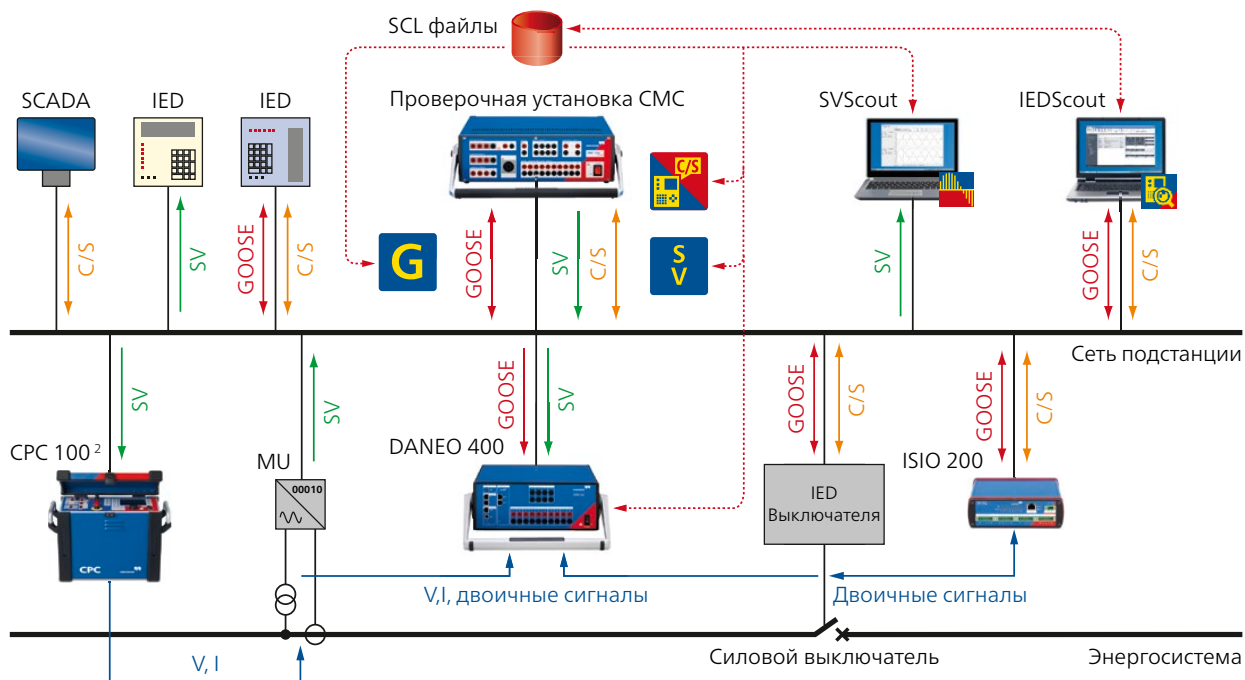 SCL файлы
SCADA
IED
IED
Проверочная установка CMC
SVScout
IEDScout
C/S
SV
GOOSE
C/S
G
GOOSE
SV
C/S
C/S
S
V
SV
GOOSE
C/S
Сеть подстанции
SV
SV
GOOSE
SV
GOOSE
C/S
GOOSE
C/S
CPC 100 2
MU
DANEO 400
ISIO 200
00010
IED
Выключателя
CPC
V,I, двоичные сигналы
Двоичные сигналы
V, I
Силовой выключатель
Энергосистема